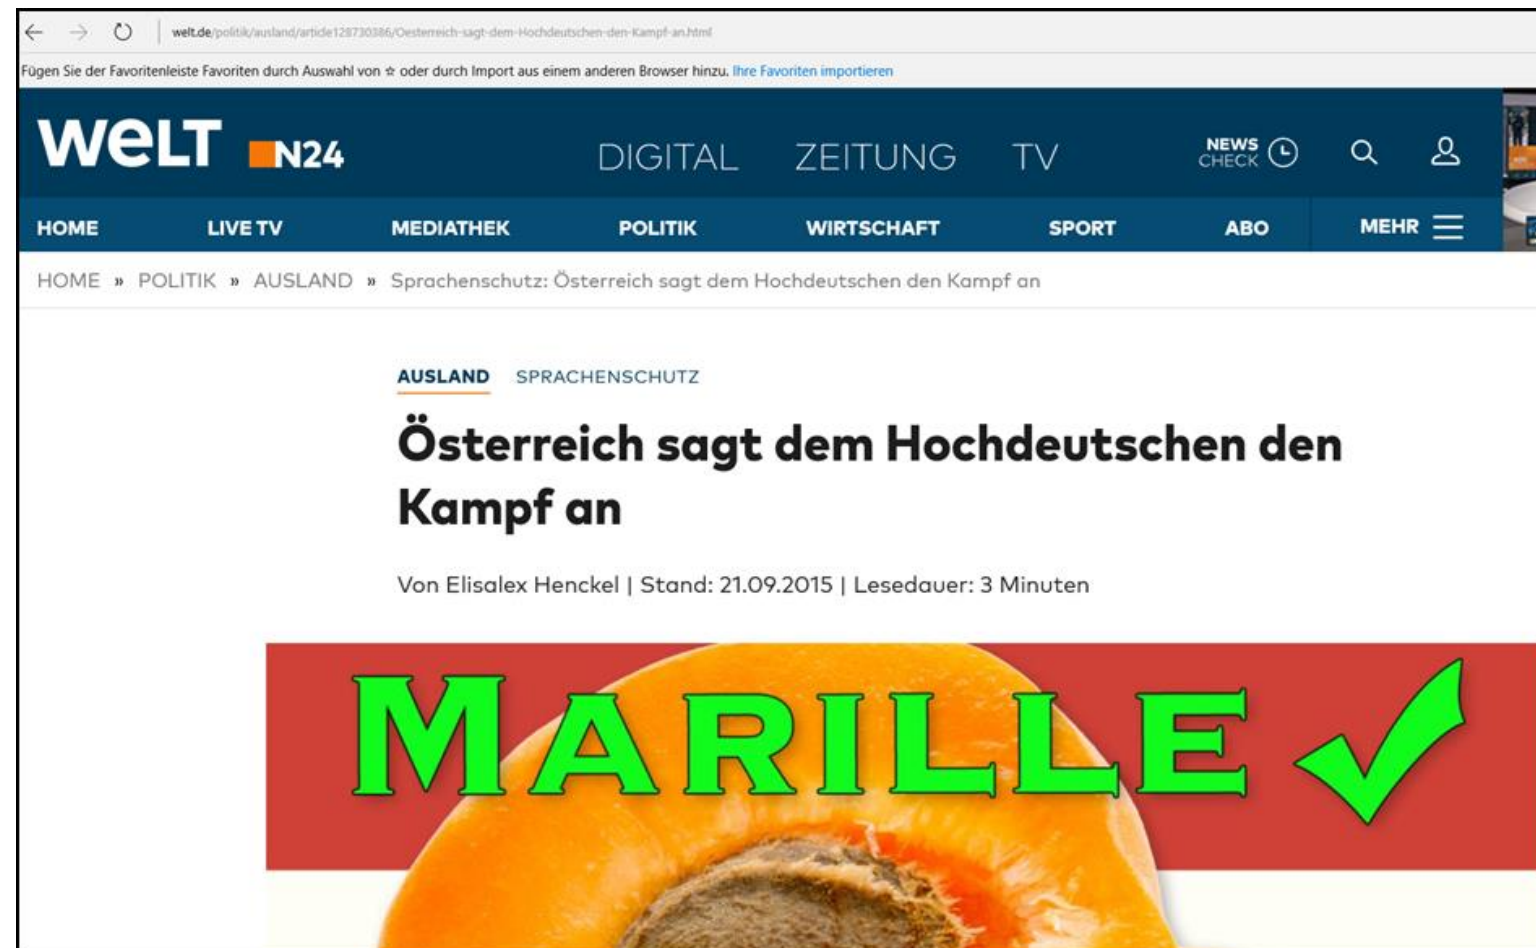 welt.de/politik/ausland/article128730386/Oesterreich-sagt-dem-Hochdeutschen-den-Kampf-an.html
Fügen Sie der Favoritenleiste Favoriten durch Auswahl von ☆ oder durch Import aus einem anderen Browser hinzu. Ihre Favoriten importieren
WELT N24 DIGITAL ZEITUNG TV NEWS CHECK
HOME LIVE TV MEDIATHEK POLITIK WIRTSCHAFT SPORT ABO MEHR
HOME » POLITIK » AUSLAND » Sprachenschutz: Österreich sagt dem Hochdeutschen den Kampf an
AUSLAND SPRACHENSCHUTZ
Österreich sagt dem Hochdeutschen den
Kampf an
Von Elisalex Henckel | Stand: 21.09.2015 | Lesedauer: 3 Minuten
MARILLE